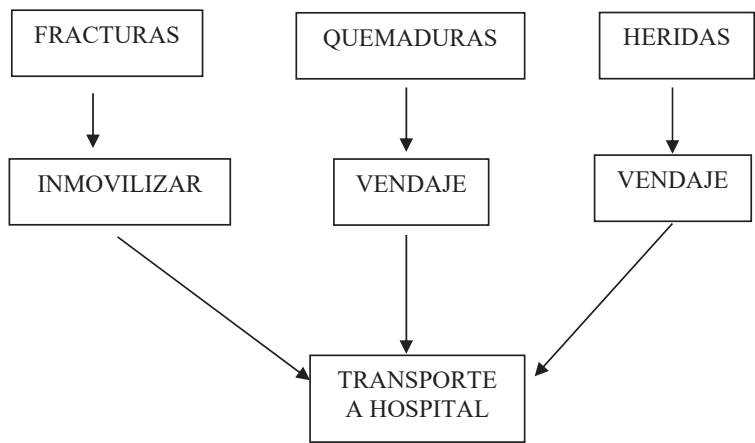 FRACTURAS
QUEMADURAS
HERIDAS
INMOVILIZAR
VENDAJE
VENDAJE
TRANSPORTE
A HOSPITAL